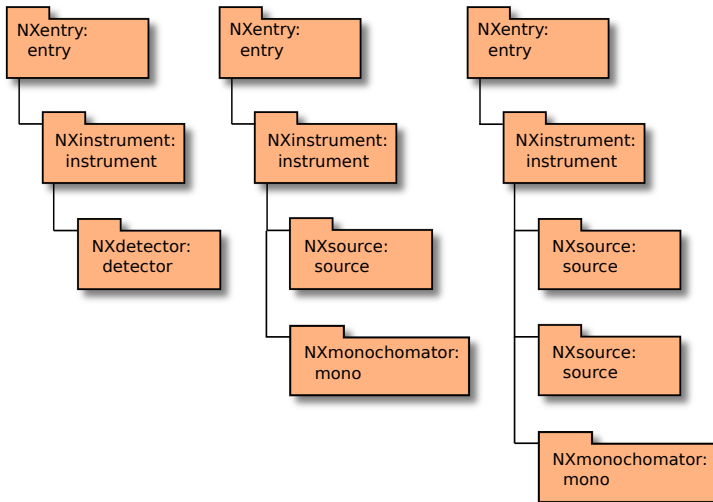 NXentry:
entry
NXinstrument:
instrument
NXdetector:
detector
NXentry:
entry
NXinstrument:
instrument
NXsource:
source
NXmonochomator:
mono
NXentry:
entry
NXinstrument:
instrument
NXsource:
source
NXsource:
source
NXmonochomator:
mono